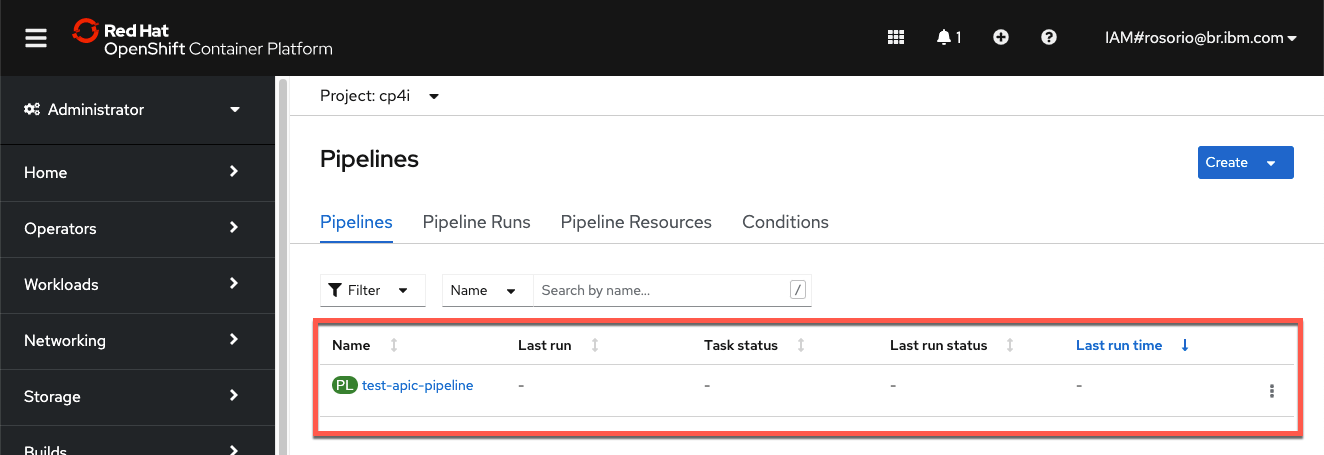 Red Hat
OpenShift Container Platform
1
IAM#rosorio@br.ibm.com
Administrator
Home
Operators
Workloads
Networking
Storage
Builds
Project: cp4i
Pipelines
Create
Pipelines Pipeline Runs Pipeline Resources Conditions
Filter Name Search by name... /
Name Last run Task status Last run status Last run time
PL test-apic-pipeline - - - -